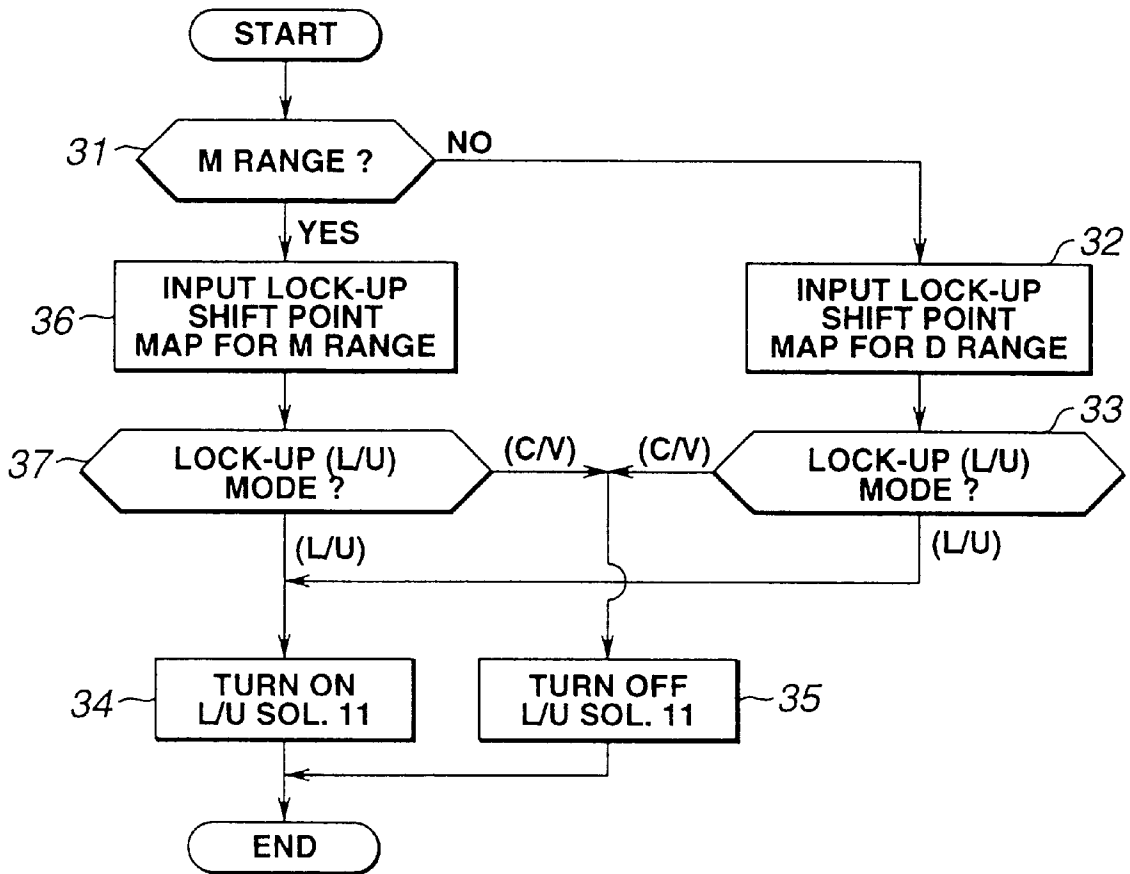 START
31
M RANGE ?
NO
YES
32
36
INPUT LOCK-UP
SHIFT POINT
MAP FOR M RANGE
INPUT LOCK-UP
SHIFT POINT
MAP FOR D RANGE
33
37
LOCK-UP (L/U)
MODE ?
(C/V)
(C/V)
LOCK-UP (L/U)
MODE ?
(L/U)
(L/U)
34
TURN ON
L/U SOL. 11
TURN OFF
L/U SOL. 11
35
END